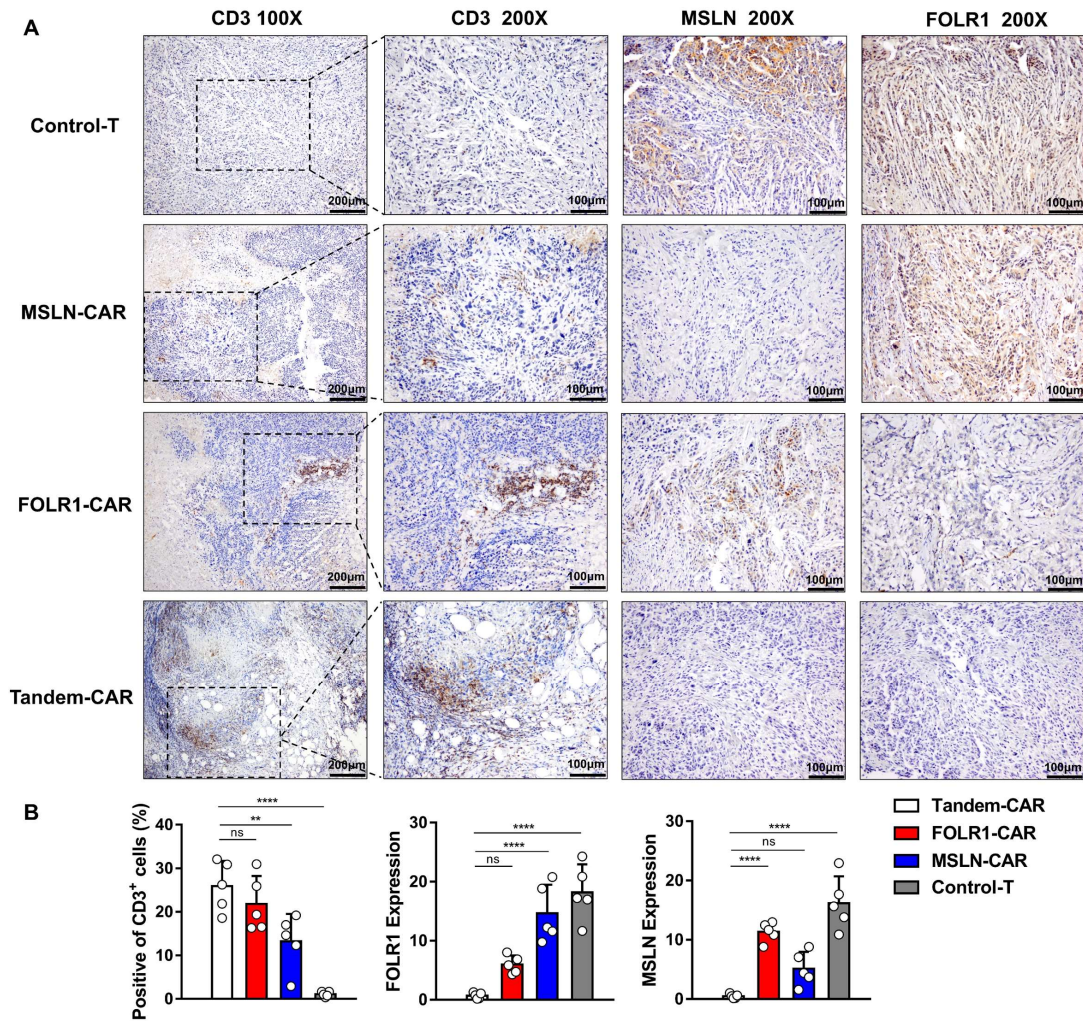 A
CD3 100X
CD3 200X
MSLN 200X
FOLR1 200X
Control-T
200μm
100μm
100μm
100μm
MSLN-CAR
200μm
100μm
100μm
100μm
FOLR1-CAR
200μm
100μm
100μm
100μm
Tandem-CAR
200μm
100μm
100μm
100μm
B
Positive of CD3+ cells (%)
40
30
20
10
0
****
**
ns
FOLR1 Expression
30
20
10
0
****
****
ns
MSLN Expression
30
20
10
0
****
ns
****
Tandem-CAR
FOLR1-CAR
MSLN-CAR
Control-T